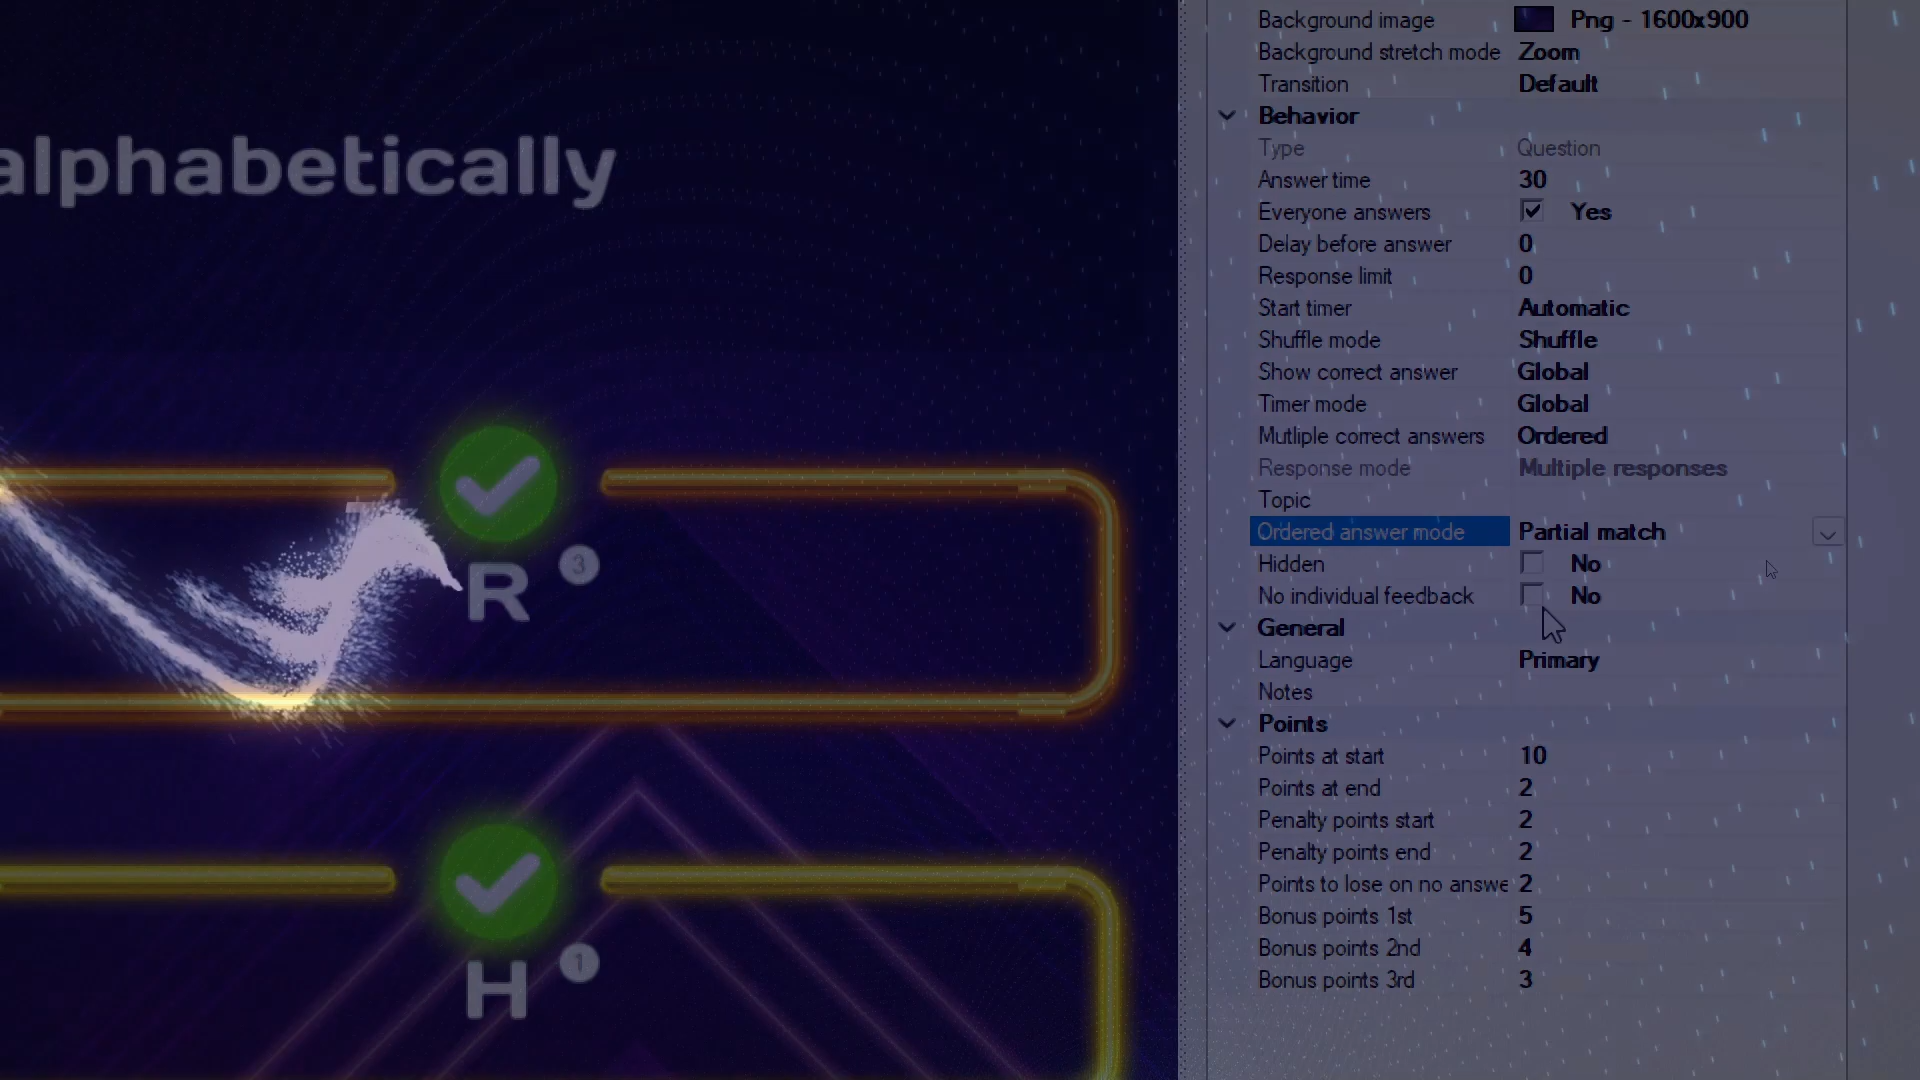 alphabetically
R 3
H 1
Background image Png - 1600x900
Background stretch mode Zoom
Transition Default
Behavior
Type Question
Answer time 30
Everyone answers Yes
Delay before answer 0
Response limit 0
Start timer Automatic
Shuffle mode Shuffle
Show correct answer Global
Timer mode Global
Mutliple correct answers Ordered
Response mode Multiple responses
Topic
Ordered answer mode Partial match
Hidden No
No individual feedback No
General
Language Primary
Notes
Points
Points at start 10
Points at end 2
Penalty points start 2
Penalty points end 2
Points to lose on no answe 2
Bonus points 1st 5
Bonus points 2nd 4
Bonus points 3rd 3